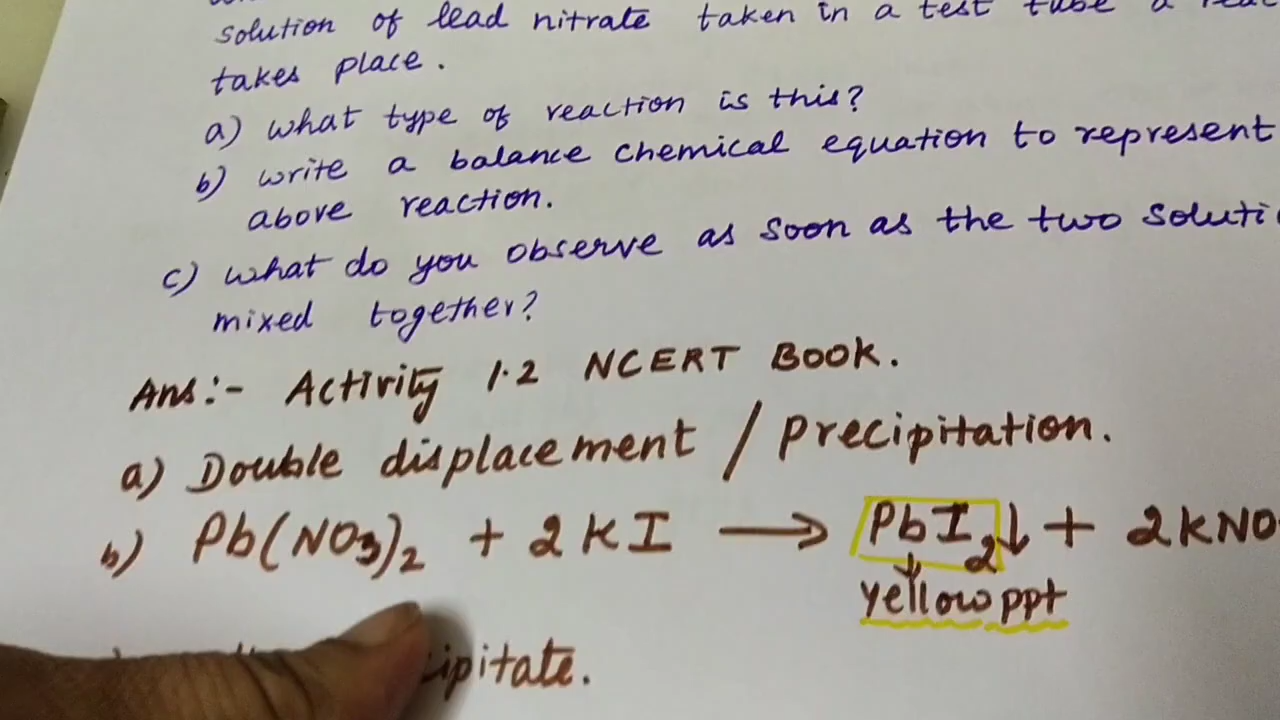 solution of lead nitrate taken in a test tube a
takes place.
a) what type of reaction is this?
b) write a balance chemical equation to represent
above reaction.
c) what do you observe as soon as the two soluti
mixed together?
Ans:- Activity 1.2 NCERT BOOK.
a) Double displacement / Precipitation.
b) Pb(NO3)2 + 2KI → PbI2↓ + 2KNO
yellow ppt
cipitate.